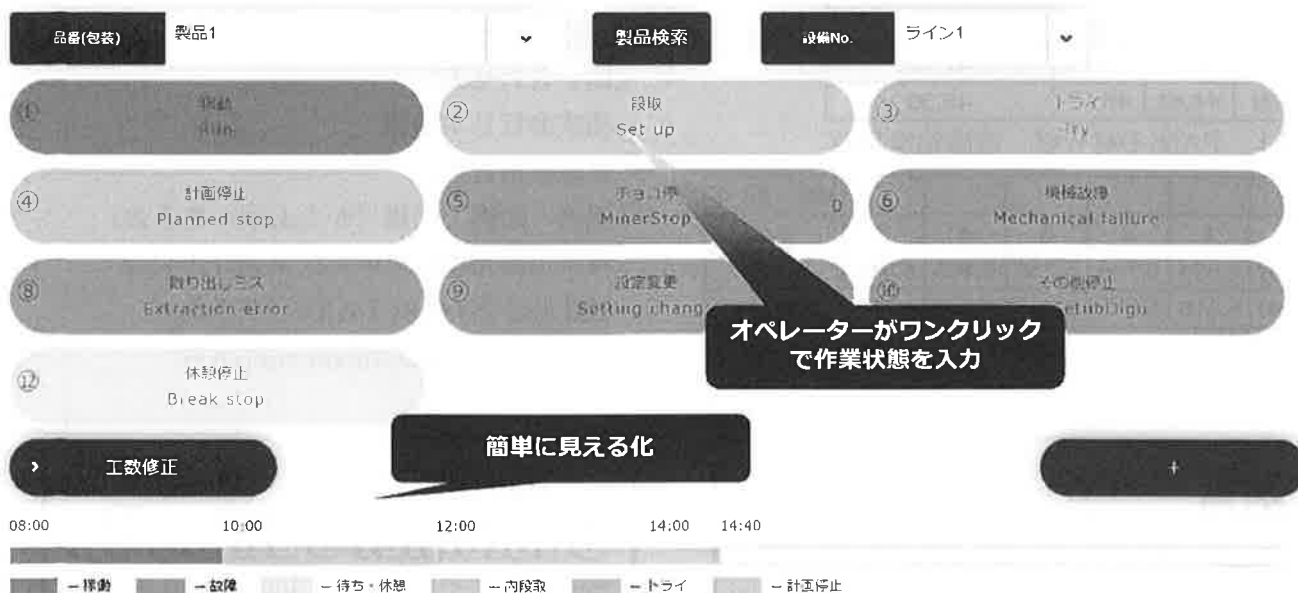 品番(包装) 製品1 製品検索 設備No. ライン1
① Run
② 段取
Set up
③ トライ
Try
④ 計画停止
Planned stop
⑤ チョコ停 0
MinerStop
⑥ 機械故障
Mechanical failure
⑧ 取り出しミス
Extraction error
⑨ 設定変更
Setting chang
⑩ その他停止
オペレーターがワンクリック
で作業状態を入力
⑫ 休憩停止
Break stop
簡単に見える化
› 工数修正 +
08:00 10:00 12:00 14:00 14:40
ー稼働 ー故障 ー待ち・休憩 ー内段取 ートライ ー計画停止